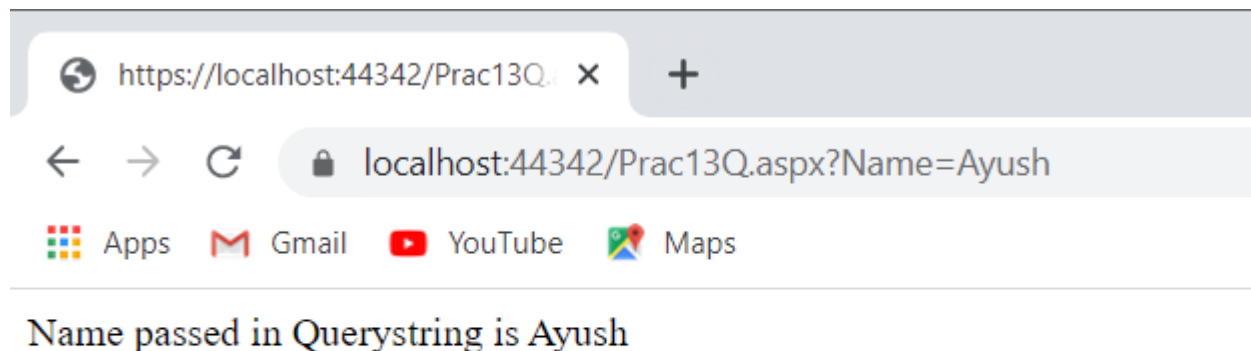 https://localhost:44342/Prac13Q.
localhost:44342/Prac13Q.aspx?Name=Ayush
Apps Gmail YouTube Maps
Name passed in Querystring is Ayush